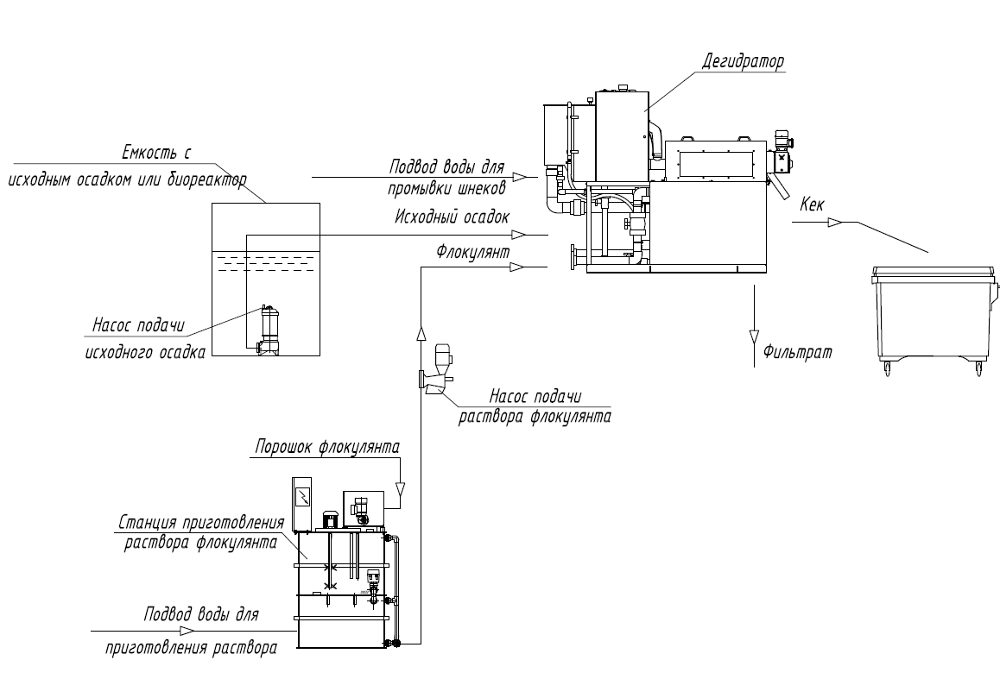 Дегидратор
Емкость с
исходным осадком или биореактор
Подвод воды для
промывки шнеков
Исходный осадок
Флокулянт
Кек
Насос подачи
исходного осадка
Фильтрат
Насос подачи
раствора флокулянта
Порошок флокулянта
Станция приготовления
раствора флокулянта
Подвод воды для
приготовления раствора